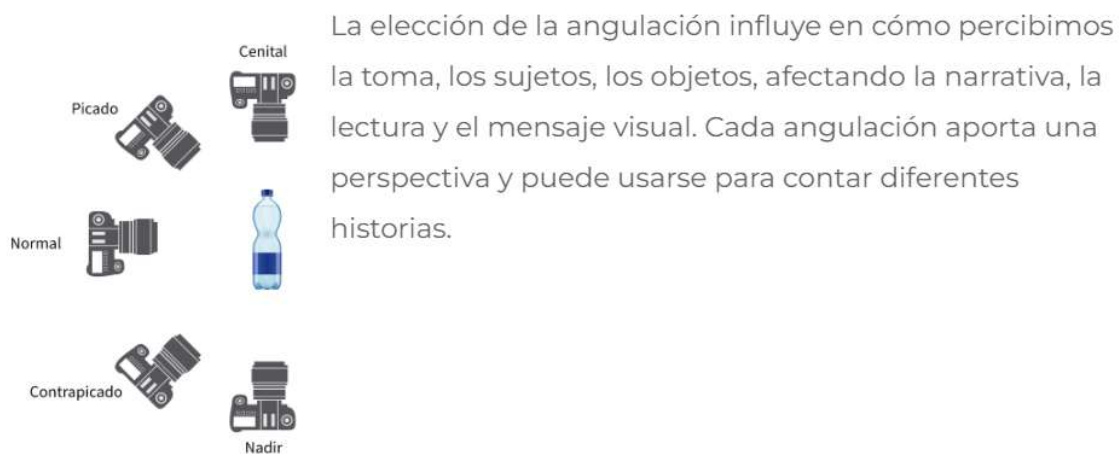 La elección de la angulación influye en cómo percibimos
la toma, los sujetos, los objetos, afectando la narrativa, la
lectura y el mensaje visual. Cada angulación aporta una
perspectiva y puede usarse para contar diferentes
historias.
Cenital
Picado
Normal
Contrapicado
Nadir